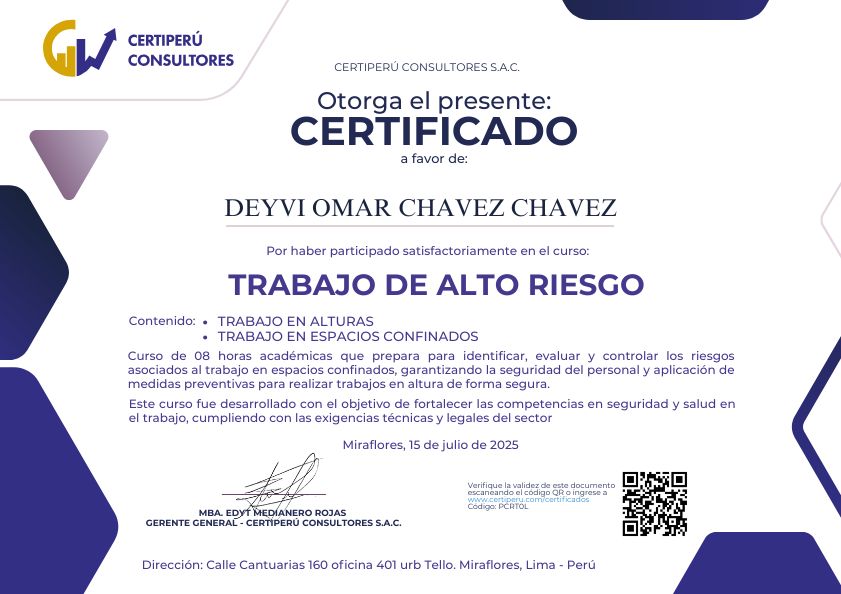 CERTIPERÚ
CONSULTORES
CERTIPERÚ CONSULTORES S.A.C.
Otorga el presente:
CERTIFICADO
a favor de:
DEYVI OMAR CHAVEZ CHAVEZ
Por haber participado satisfactoriamente en el curso:
TRABAJO DE ALTO RIESGO
Contenido: • TRABAJO EN ALTURAS
• TRABAJO EN ESPACIOS CONFINADOS
Curso de 08 horas académicas que prepara para identificar, evaluar y controlar los riesgos
asociados al trabajo en espacios confinados, garantizando la seguridad del personal y aplicación de
medidas preventivas para realizar trabajos en altura de forma segura.
Este curso fue desarrollado con el objetivo de fortalecer las competencias en seguridad y salud en
el trabajo, cumpliendo con las exigencias técnicas y legales del sector
Miraflores, 15 de julio de 2025
MBA. EDYT MEDIANERO ROJAS
GERENTE GENERAL - CERTIPERÚ CONSULTORES S.A.C.
Verifique la validez de este documento
escaneando el código QR o ingrese a
www.certiperu.com/certificados
Código: PCRT0L
Dirección: Calle Cantuarias 160 oficina 401 urb Tello. Miraflores, Lima - Perú